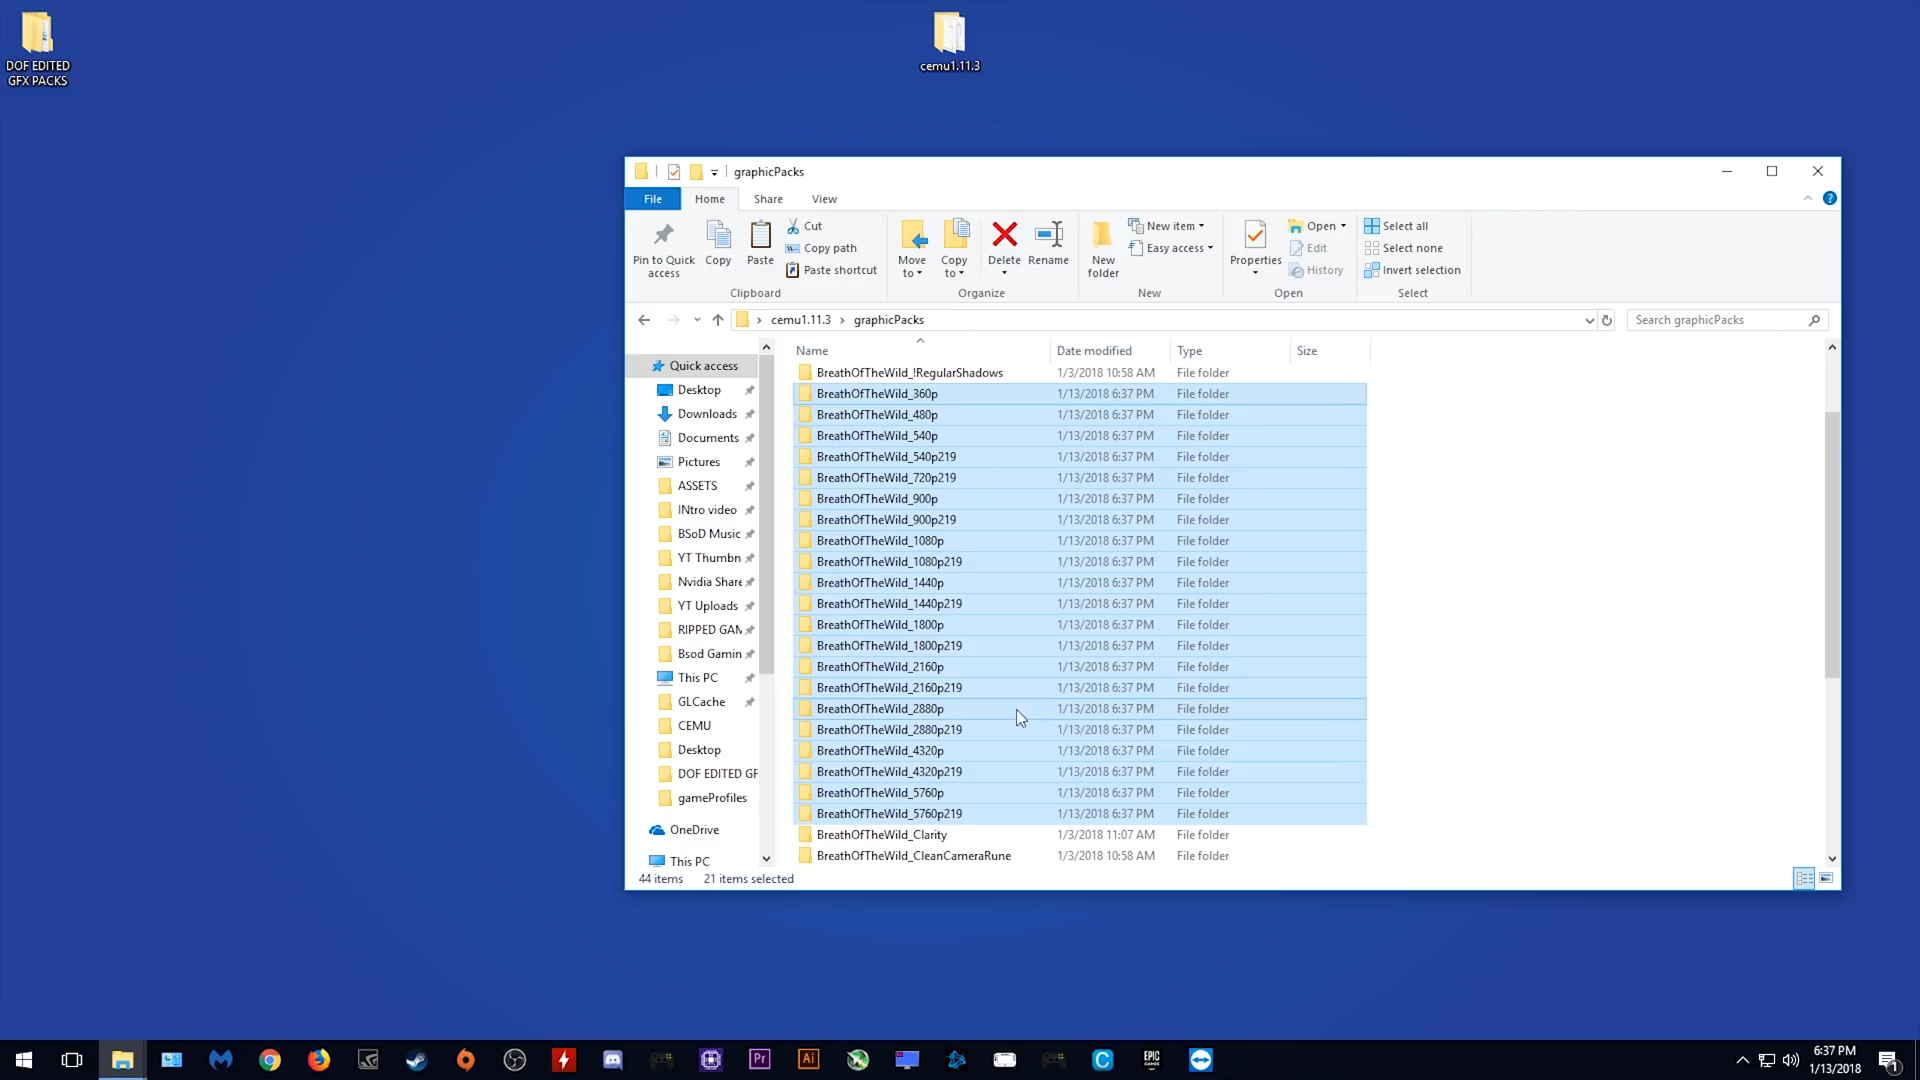 DOF EDITED
GFX PACKS
cemu1.11.3
graphicPacks
File
Home
Share
View
Pin to Quick
access
Copy
Paste
Cut
Copy path
Paste shortcut
Clipboard
Move
to
Copy
to
Delete
Rename
Organize
New
folder
New item
Easy access
New
Properties
Open
Edit
History
Open
Select all
Select none
Invert selection
Select
cemu1.11.3 › graphicPacks
Search graphicPacks
Quick access
Desktop
Downloads
Documents
Pictures
ASSETS
INtro video
BSoD Music
YT Thumbn
Nvidia Share
YT Uploads
RIPPED GAM
Bsod Gamin
This PC
GLCache
CEMU
Desktop
DOF EDITED GF
gameProfiles
OneDrive
This PC
Name Date modified Type Size
BreathOfTheWild_!RegularShadows 1/3/2018 10:58 AM File folder
BreathOfTheWild_360p 1/13/2018 6:37 PM File folder
BreathOfTheWild_480p 1/13/2018 6:37 PM File folder
BreathOfTheWild_540p 1/13/2018 6:37 PM File folder
BreathOfTheWild_540p219 1/13/2018 6:37 PM File folder
BreathOfTheWild_720p219 1/13/2018 6:37 PM File folder
BreathOfTheWild_900p 1/13/2018 6:37 PM File folder
BreathOfTheWild_900p219 1/13/2018 6:37 PM File folder
BreathOfTheWild_1080p 1/13/2018 6:37 PM File folder
BreathOfTheWild_1080p219 1/13/2018 6:37 PM File folder
BreathOfTheWild_1440p 1/13/2018 6:37 PM File folder
BreathOfTheWild_1440p219 1/13/2018 6:37 PM File folder
BreathOfTheWild_1800p 1/13/2018 6:37 PM File folder
BreathOfTheWild_1800p219 1/13/2018 6:37 PM File folder
BreathOfTheWild_2160p 1/13/2018 6:37 PM File folder
BreathOfTheWild_2160p219 1/13/2018 6:37 PM File folder
BreathOfTheWild_2880p 1/13/2018 6:37 PM File folder
BreathOfTheWild_2880p219 1/13/2018 6:37 PM File folder
BreathOfTheWild_4320p 1/13/2018 6:37 PM File folder
BreathOfTheWild_4320p219 1/13/2018 6:37 PM File folder
BreathOfTheWild_5760p 1/13/2018 6:37 PM File folder
BreathOfTheWild_5760p219 1/13/2018 6:37 PM File folder
BreathOfTheWild_Clarity 1/3/2018 11:07 AM File folder
BreathOfTheWild_CleanCameraRune 1/3/2018 10:58 AM File folder
44 items 21 items selected
Pr
Ai
C
EPIC
GAMES
6:37 PM
1/13/2018
1